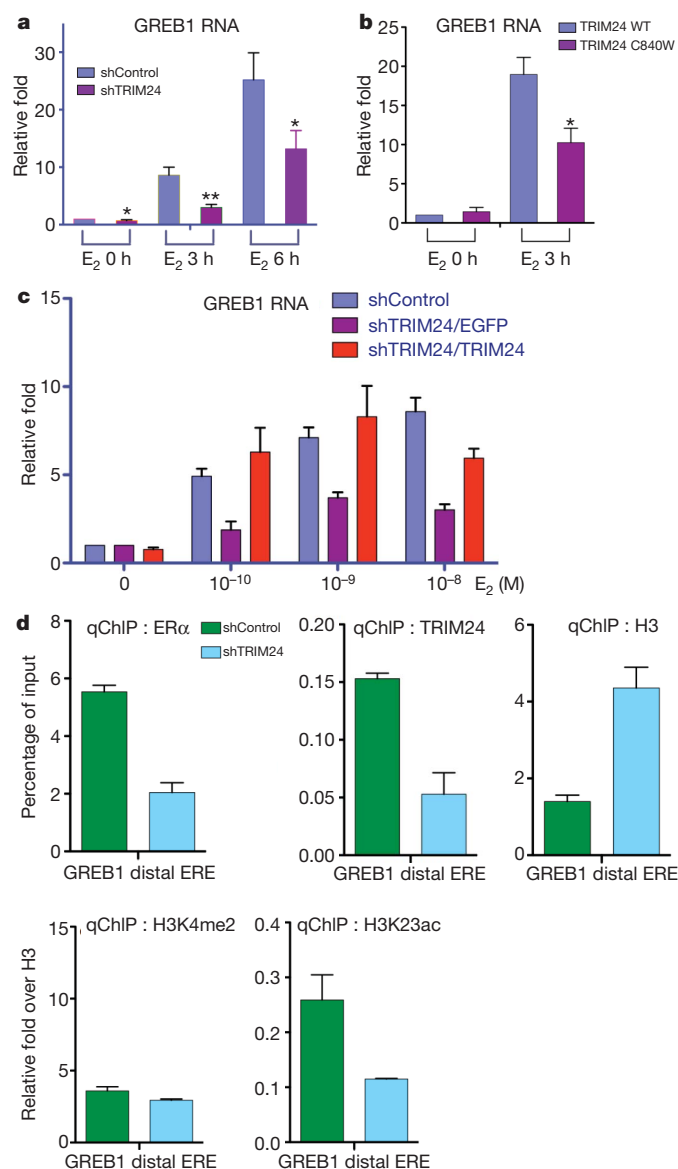 a
GREB1 RNA
Relative fold
30
20
10
0
shControl
shTRIM24
*
**
*
E2 0 h
E2 3 h
E2 6 h
b
GREB1 RNA
TRIM24 WT
TRIM24 C840W
Relative fold
25
20
15
10
5
0
*
E2 0 h
E2 3 h
c
GREB1 RNA
shControl
shTRIM24/EGFP
shTRIM24/TRIM24
Relative fold
15
10
5
0
0
10⁻¹⁰
10⁻⁹
10⁻⁸
E2 (M)
d
qChIP : ERα
shControl
shTRIM24
Percentage of input
8
6
4
2
0
GREB1 distal ERE
qChIP : TRIM24
0.20
0.15
0.10
0.05
0.00
GREB1 distal ERE
qChIP : H3
6
4
2
0
GREB1 distal ERE
qChIP : H3K4me2
Relative fold over H3
15
10
5
0
GREB1 distal ERE
qChIP : H3K23ac
0.4
0.3
0.2
0.1
0.0
GREB1 distal ERE